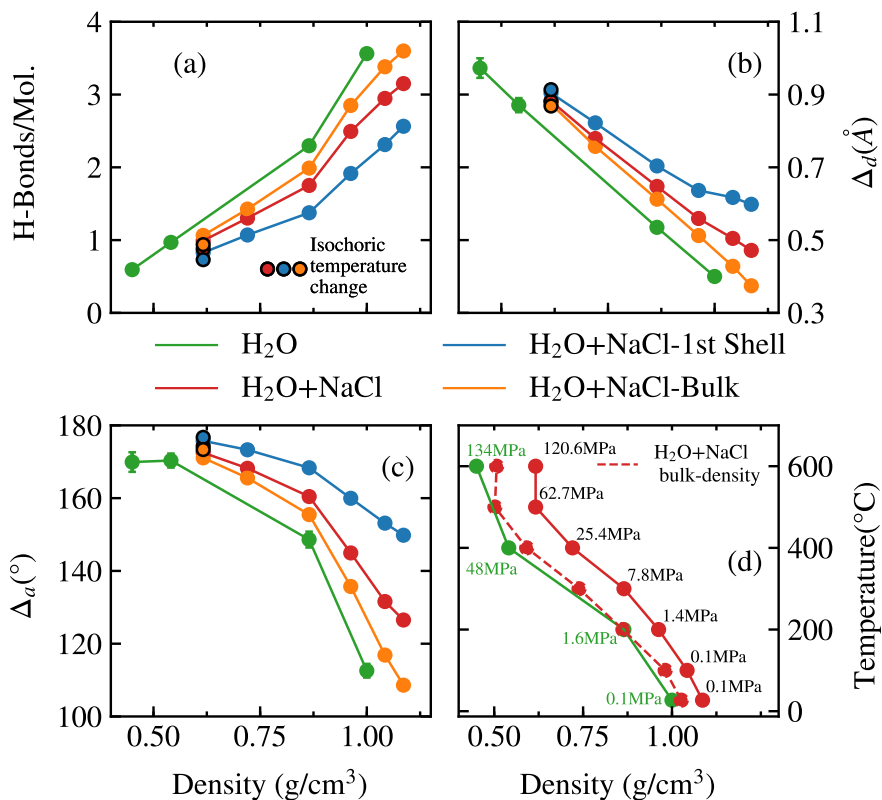 H-Bonds/Mol.
4
3
2
1
0
(a)
Isochoric
temperature
change
(b)
1.1
0.9
0.7
0.5
0.3
Δd(Å)
H₂O
H₂O+NaCl-1st Shell
H₂O+NaCl
H₂O+NaCl-Bulk
Δa(°)
180
160
140
120
100
(c)
0.50
0.75
1.00
Density (g/cm³)
134MPa
120.6MPa
H₂O+NaCl
bulk-density
62.7MPa
25.4MPa
(d)
48MPa
7.8MPa
1.6MPa
1.4MPa
0.1MPa
0.1MPa
0.1MPa
600
400
200
0
Temperature(°C)
0.50
0.75
1.00
Density (g/cm³)